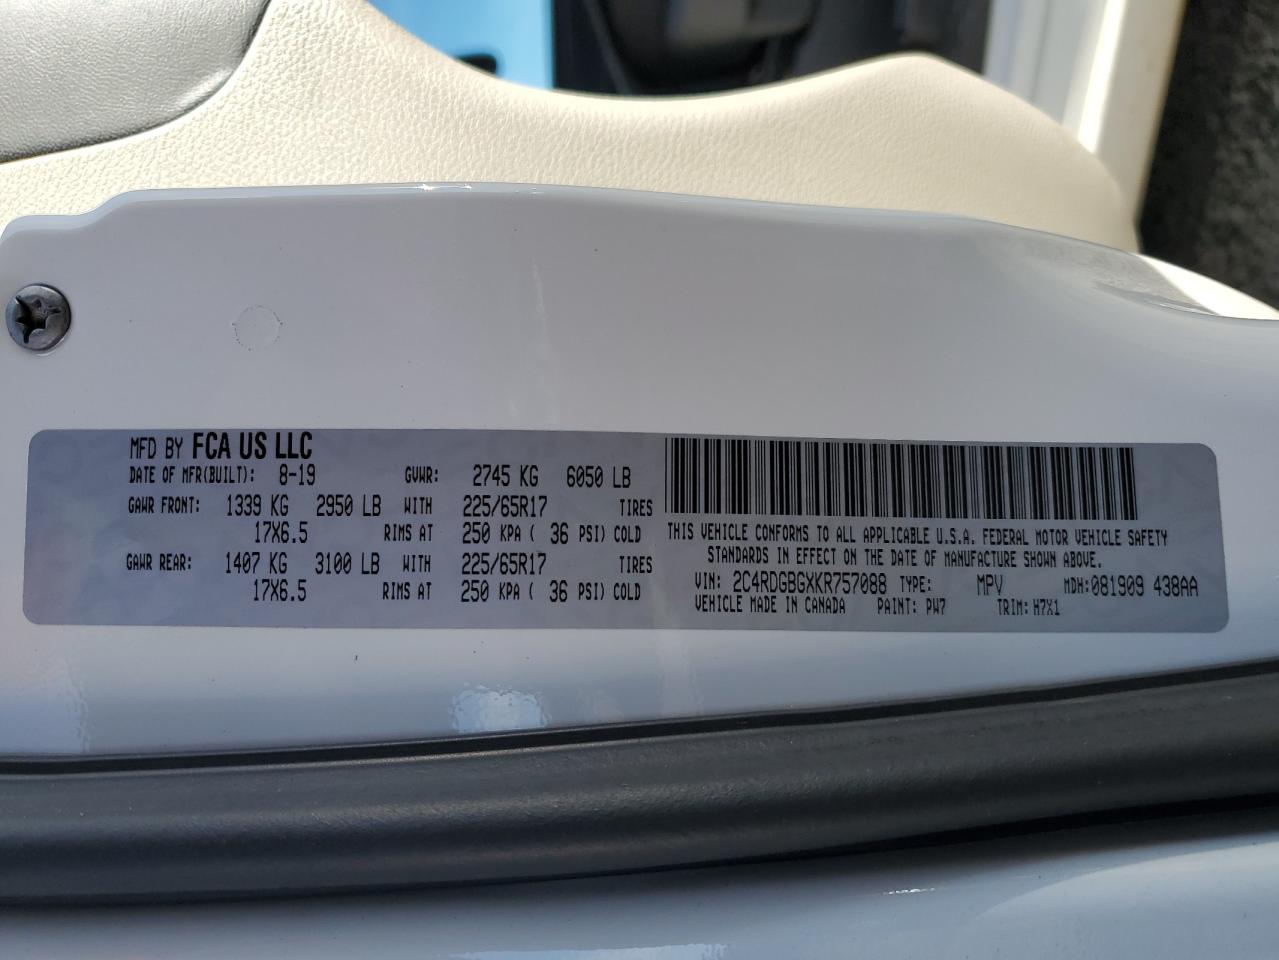 MFD BY FCA US LLC
DATE OF MFR(BUILT): 8-19 GVWR: 2745 KG 6050 LB
GAWR FRONT: 1339 KG 2950 LB WITH 225/65R17 TIRES
17X6.5 RIMS AT 250 KPA ( 36 PSI) COLD
GAWR REAR: 1407 KG 3100 LB WITH 225/65R17 TIRES
17X6.5 RIMS AT 250 KPA ( 36 PSI) COLD
THIS VEHICLE CONFORMS TO ALL APPLICABLE U.S.A. FEDERAL MOTOR VEHICLE SAFETY
STANDARDS IN EFFECT ON THE DATE OF MANUFACTURE SHOWN ABOVE.
VIN: 2C4RDGBGXKR757088 TYPE: MPV MDH:081909 438AA
VEHICLE MADE IN CANADA PAINT: PW7 TRIM: H7X1